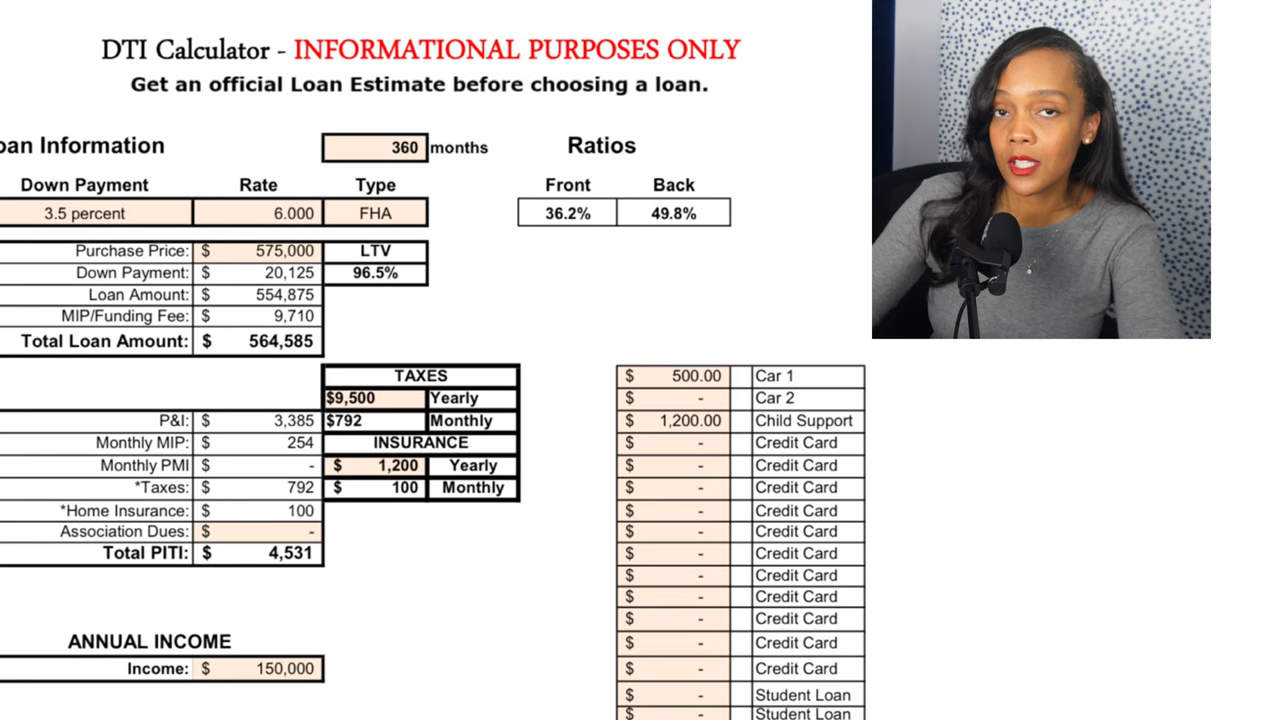 DTI Calculator - INFORMATIONAL PURPOSES ONLY
Get an official Loan Estimate before choosing a loan.
oan Information 360 months Ratios
Down Payment Rate Type Front Back
3.5 percent 6.000 FHA 36.2% 49.8%
Purchase Price: $ 575,000 LTV
Down Payment: $ 20,125 96.5%
Loan Amount: $ 554,875
MIP/Funding Fee: $ 9,710
Total Loan Amount: $ 564,585
TAXES $ 500.00 Car 1
$9,500 Yearly $ - Car 2
P&I: $ 3,385 $792 Monthly $ 1,200.00 Child Support
Monthly MIP: $ 254 INSURANCE $ - Credit Card
Monthly PMI $ - $ 1,200 Yearly $ - Credit Card
*Taxes: $ 792 $ 100 Monthly $ - Credit Card
*Home Insurance: $ 100 $ - Credit Card
Association Dues: $ - $ - Credit Card
Total PITI: $ 4,531 $ - Credit Card
$ - Credit Card
$ - Credit Card
$ - Credit Card
ANNUAL INCOME $ - Credit Card
Income: $ 150,000 $ - Credit Card
$ - Student Loan
$ - Student Loan